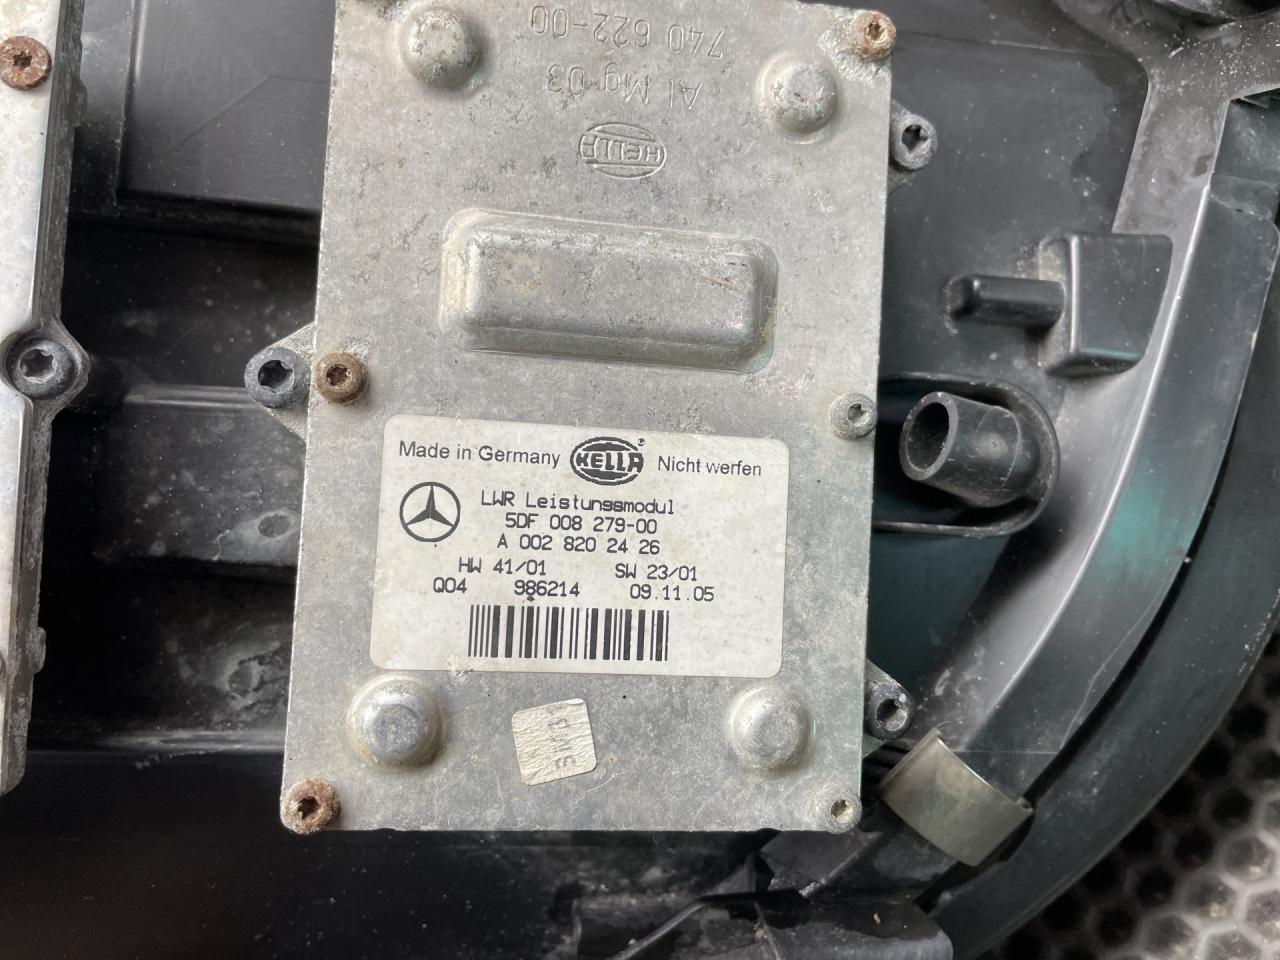 740 622-00
Al Mg 03
HELLA
Made in Germany HELLA Nicht werfen
LWR Leistungsmodul
5DF 008 279-00
A 002 820 24 26
HW 41/01 SW 23/01
Q04 986214 09.11.05